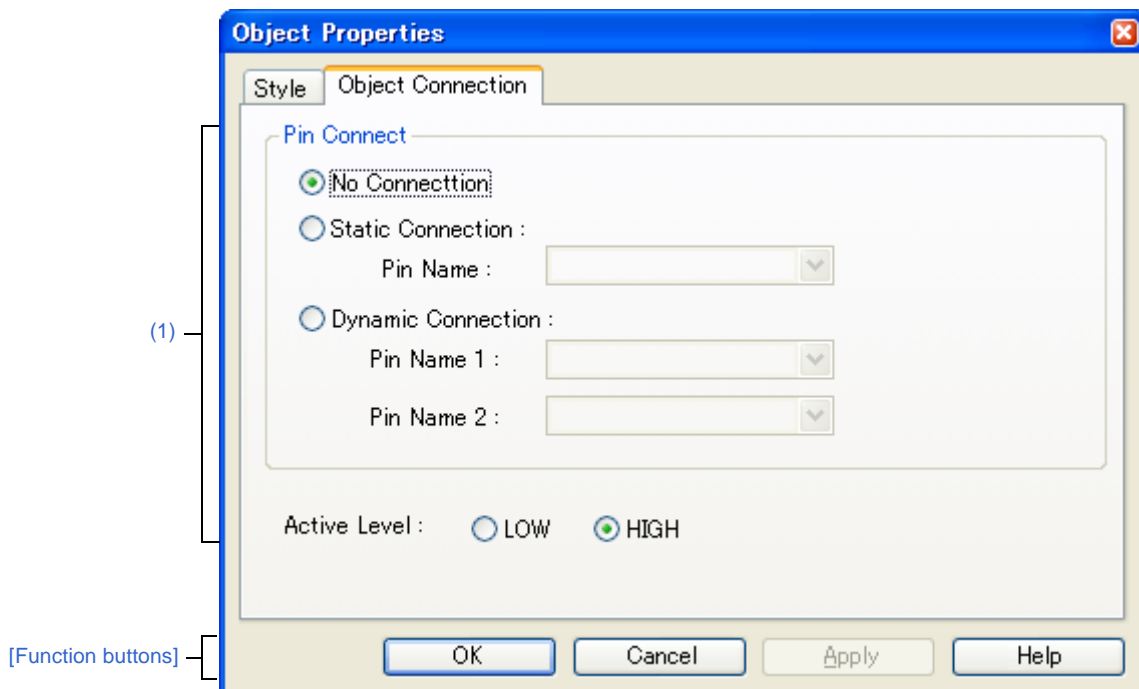 Object Properties
Style
Object Connection
Pin Connect
No Connecttion
Static Connection :
Pin Name :
(1)
Dynamic Connection :
Pin Name 1 :
Pin Name 2 :
Active Level :
LOW
HIGH
[Function buttons]
OK
Cancel
Apply
Help